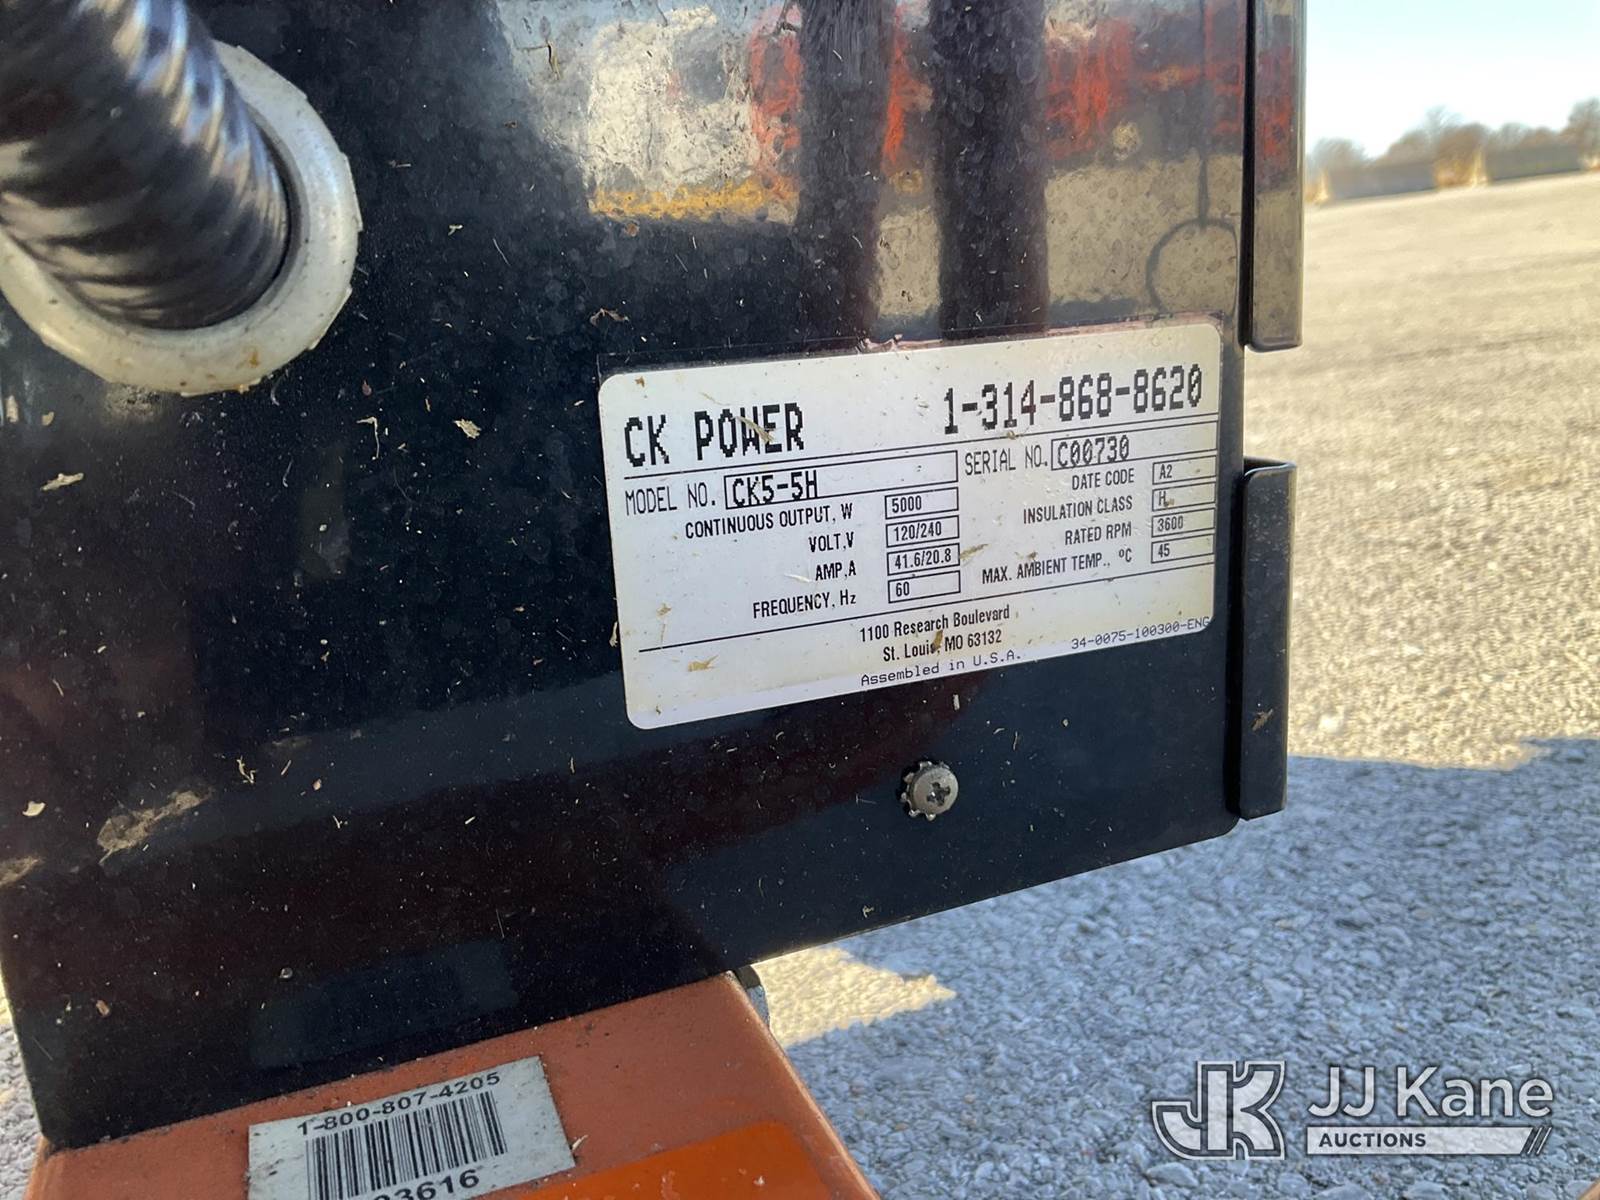 CK POWER 1-314-868-8620
MODEL NO. CK5-5H SERIAL NO. C00730
CONTINUOUS OUTPUT, W 5000 DATE CODE A2
VOLT,V 120/240 INSULATION CLASS H
AMP,A 41.6/20.8 RATED RPM 3600
FREQUENCY, Hz 60 MAX. AMBIENT TEMP., ºC 45
1100 Research Boulevard
St. Louis, MO 63132
Assembled in U.S.A. 34-0075-100300-ENG
1-800-807-4205
03616
JK JJ Kane
AUCTIONS